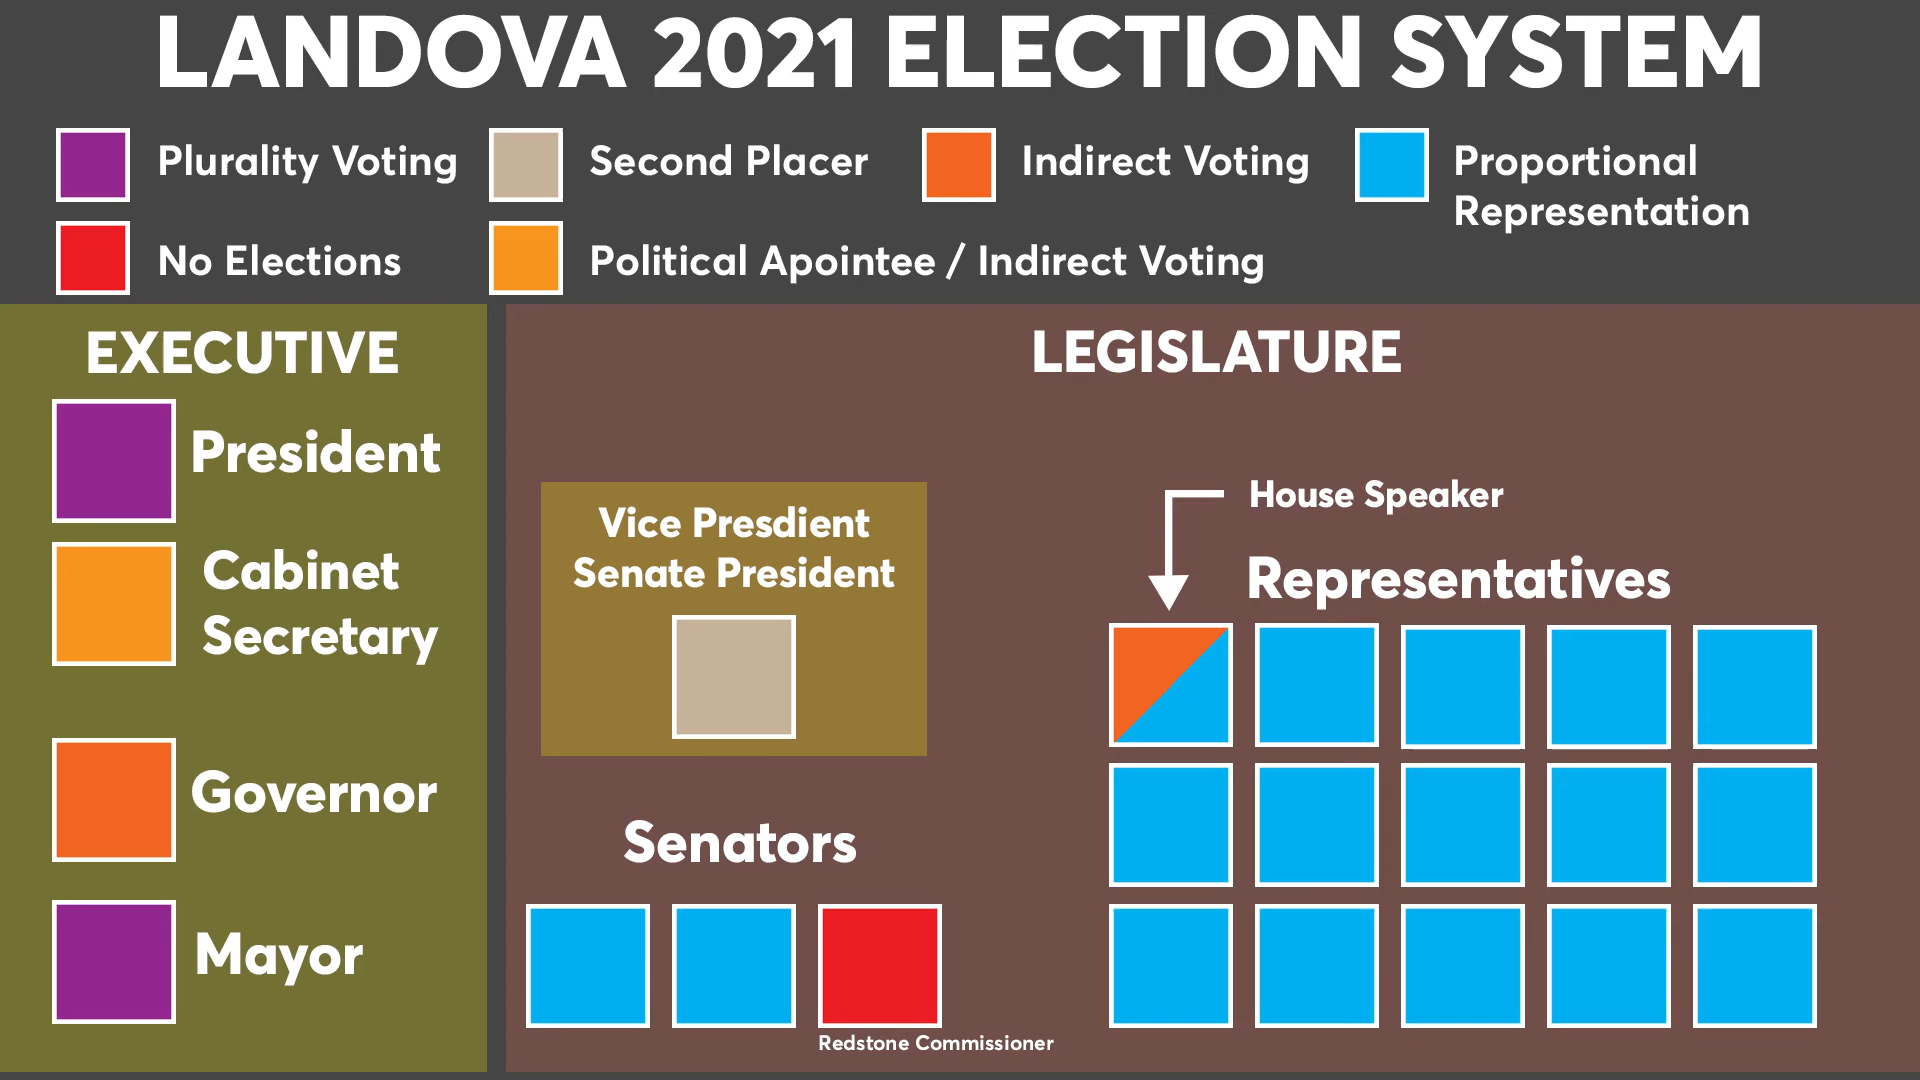 LANDOVA 2021 ELECTION SYSTEM
Plurality Voting
Second Placer
Indirect Voting
Proportional
Representation
No Elections
Political Apointee / Indirect Voting
EXECUTIVE
President
Cabinet
Secretary
Governor
Mayor
LEGISLATURE
Vice Presdient
Senate President
Senators
Redstone Commissioner
House Speaker
Representatives